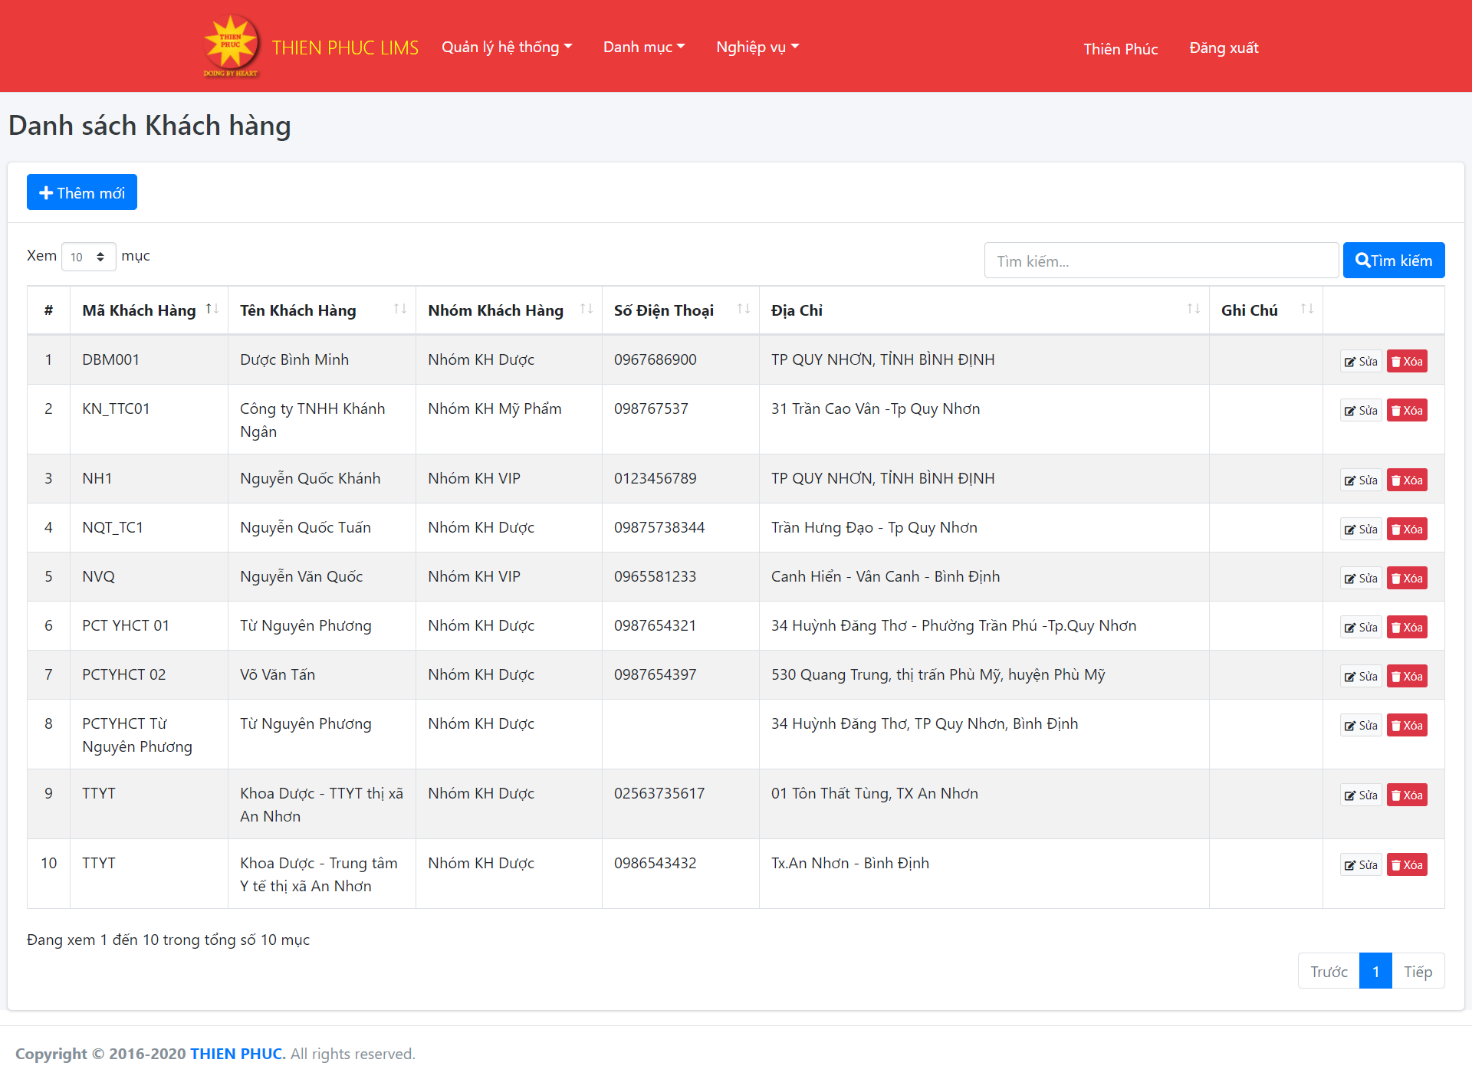 THIEN
PHUC
DOING BY HEART
THIEN PHUC LIMS
Quản lý hệ thống
Danh mục
Nghiệp vụ
Thiên Phúc
Đăng xuất
Danh sách Khách hàng
Thêm mới
Xem 10 mục
Tìm kiếm...
Tìm kiếm
# Mã Khách Hàng Tên Khách Hàng Nhóm Khách Hàng Số Điện Thoại Địa Chỉ Ghi Chú
1 DBM001 Dược Bình Minh Nhóm KH Dược 0967686900 TP QUY NHƠN, TỈNH BÌNH ĐỊNH Sửa Xóa
2 KN_TTC01 Công ty TNHH Khánh Nhóm KH Mỹ Phẩm 098767537 31 Trần Cao Vân -Tp Quy Nhơn Sửa Xóa
Ngân
3 NH1 Nguyễn Quốc Khánh Nhóm KH VIP 0123456789 TP QUY NHƠN, TỈNH BÌNH ĐỊNH Sửa Xóa
4 NQT_TC1 Nguyễn Quốc Tuấn Nhóm KH Dược 09875738344 Trần Hưng Đạo - Tp Quy Nhơn Sửa Xóa
5 NVQ Nguyễn Văn Quốc Nhóm KH VIP 0965581233 Canh Hiển - Vân Canh - Bình Định Sửa Xóa
6 PCT YHCT 01 Từ Nguyên Phương Nhóm KH Dược 0987654321 34 Huỳnh Đăng Thơ - Phường Trần Phú -Tp.Quy Nhơn Sửa Xóa
7 PCTYHCT 02 Võ Văn Tấn Nhóm KH Dược 0987654397 530 Quang Trung, thị trấn Phù Mỹ, huyện Phù Mỹ Sửa Xóa
8 PCTYHCT Từ Từ Nguyên Phương Nhóm KH Dược 34 Huỳnh Đăng Thơ, TP Quy Nhơn, Bình Định Sửa Xóa
Nguyên Phương
9 TTYT Khoa Dược - TTYT thị xã Nhóm KH Dược 02563735617 01 Tôn Thất Tùng, TX An Nhơn Sửa Xóa
An Nhơn
10 TTYT Khoa Dược - Trung tâm Nhóm KH Dược 0986543432 Tx.An Nhơn - Bình Định Sửa Xóa
Y tế thị xã An Nhơn
Đang xem 1 đến 10 trong tổng số 10 mục
Trước 1 Tiếp
Copyright © 2016-2020 THIEN PHUC. All rights reserved.